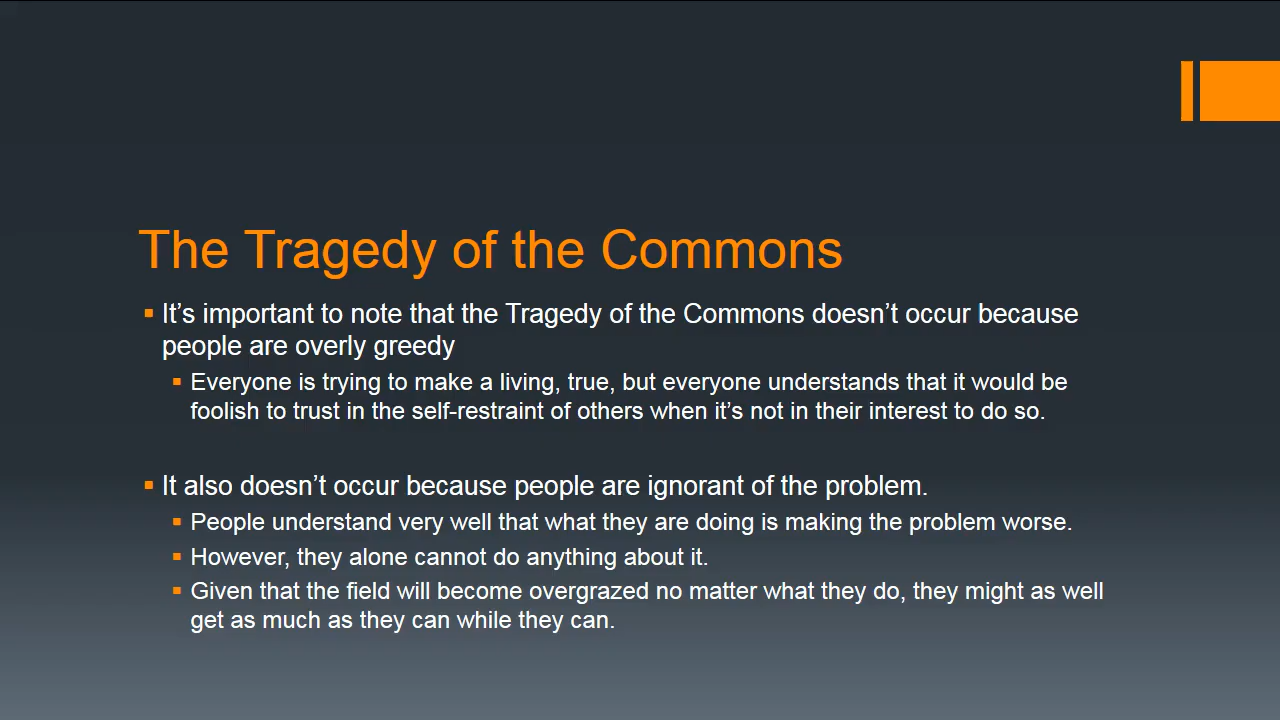 The Tragedy of the Commons
It’s important to note that the Tragedy of the Commons doesn’t occur because
people are overly greedy
Everyone is trying to make a living, true, but everyone understands that it would be
foolish to trust in the self-restraint of others when it’s not in their interest to do so.
It also doesn’t occur because people are ignorant of the problem.
People understand very well that what they are doing is making the problem worse.
However, they alone cannot do anything about it.
Given that the field will become overgrazed no matter what they do, they might as well
get as much as they can while they can.